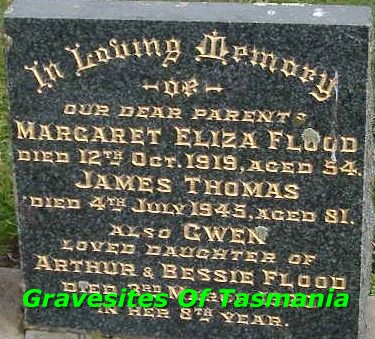 In Loving Memory
OF
OUR DEAR PARENTS
MARGARET ELIZA FLOOD
DIED 12TH OCT. 1919, AGED 54.
JAMES THOMAS
DIED 4TH JULY 1945, AGED 81.
ALSO GWEN
LOVED DAUGHTER OF
ARTHUR & BESSIE FLOOD
DIED 3RD
Gravesites Of Tasmania
IN HER 8TH YEAR.